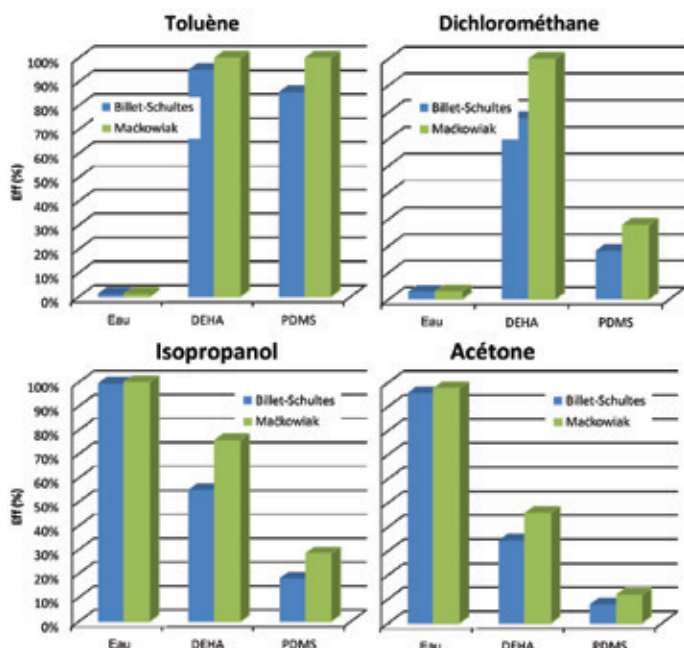 Toluène
Eff (%)
100%
90%
80%
70%
60%
50%
40%
30%
20%
10%
0%
Billet-Schultes
Maćkowiak
Eau DEHA PDMS
Dichlorométhane
Billet-Schultes
Maćkowiak
Eau DEHA PDMS
Isopropanol
Eff (%)
100%
90%
80%
70%
60%
50%
40%
30%
20%
10%
0%
Billet-Schultes
Maćkowiak
Eau DEHA PDMS
Acétone
Billet-Schultes
Maćkowiak
Eau DEHA PDMS